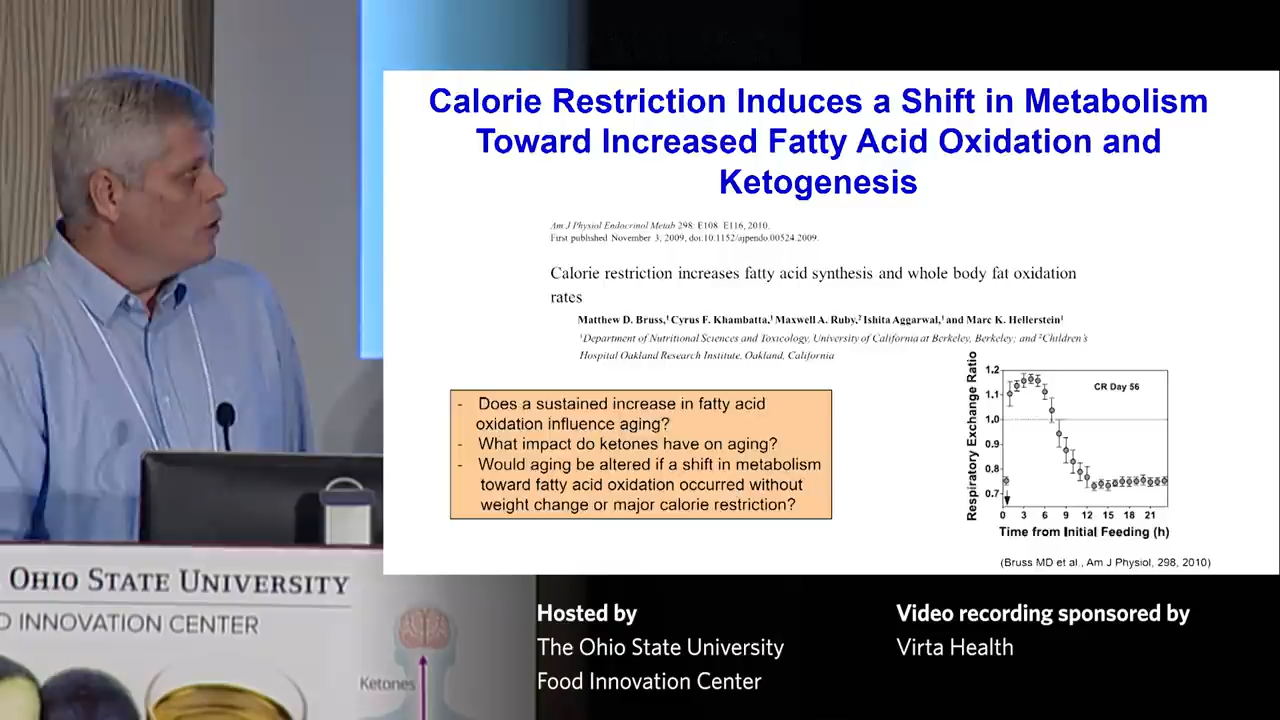 Calorie Restriction Induces a Shift in Metabolism
Toward Increased Fatty Acid Oxidation and
Ketogenesis
Am J Physiol Endocrinol Metab 298: E108 E116, 2010.
First published November 3, 2009, doi:10.1152/ajpendo.00524.2009.
Calorie restriction increases fatty acid synthesis and whole body fat oxidation
rates
Matthew D. Bruss,¹ Cyrus F. Khambatta,¹ Maxwell A. Ruby,² Ishita Aggarwal,¹ and Marc K. Hellerstein¹
¹Department of Nutritional Sciences and Toxicology, University of California at Berkeley, Berkeley; and ²Children's
Hospital Oakland Research Institute, Oakland, California
- Does a sustained increase in fatty acid
oxidation influence aging?
- What impact do ketones have on aging?
- Would aging be altered if a shift in metabolism
toward fatty acid oxidation occurred without
weight change or major calorie restriction?
Respiratory Exchange Ratio
1.2
1.1
1.0
0.9
0.8
0.7
CR Day 56
0 3 6 9 12 15 18 21
Time from Initial Feeding (h)
(Bruss MD et al., Am J Physiol, 298, 2010)
OHIO STATE UNIVERSITY
INNOVATION CENTER
Ketones
Hosted by
The Ohio State University
Food Innovation Center
Video recording sponsored by
Virta Health